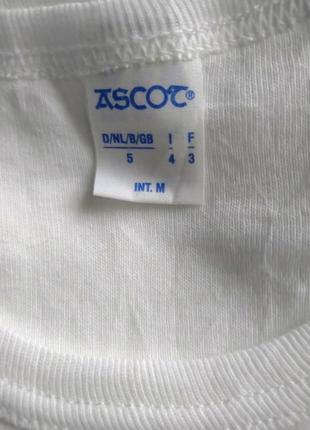 ASCOT®
D/NL/B/GB I F
5 4 3
INT. M